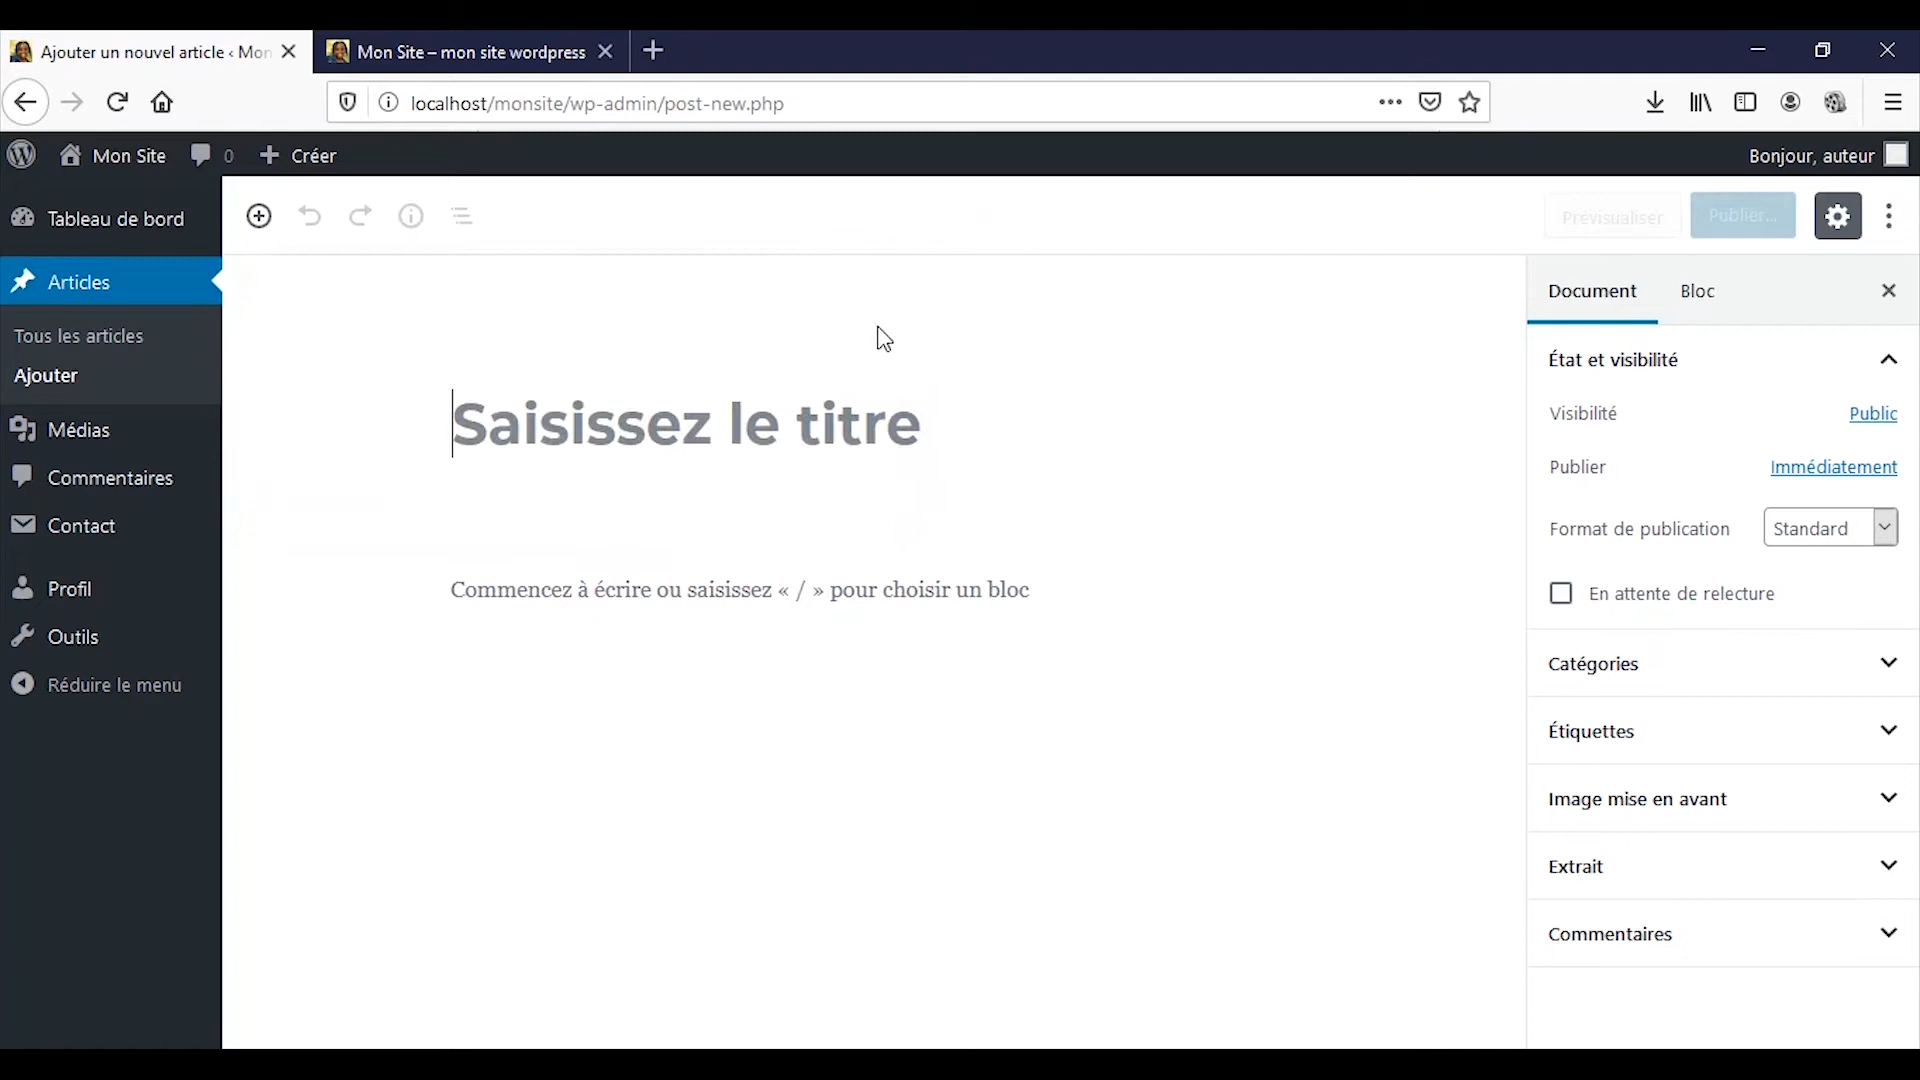 Ajouter un nouvel article ‹ Mon
Mon Site – mon site wordpress
localhost/monsite/wp-admin/post-new.php
Mon Site
0
Créer
Bonjour, auteur
Tableau de bord
Articles
Tous les articles
Ajouter
Médias
Commentaires
Contact
Profil
Outils
Réduire le menu
Prévisualiser
Publier...
Saisissez le titre
Commencez à écrire ou saisissez « / » pour choisir un bloc
Document
Bloc
État et visibilité
Visibilité
Public
Publier
Immédiatement
Format de publication
Standard
En attente de relecture
Catégories
Étiquettes
Image mise en avant
Extrait
Commentaires